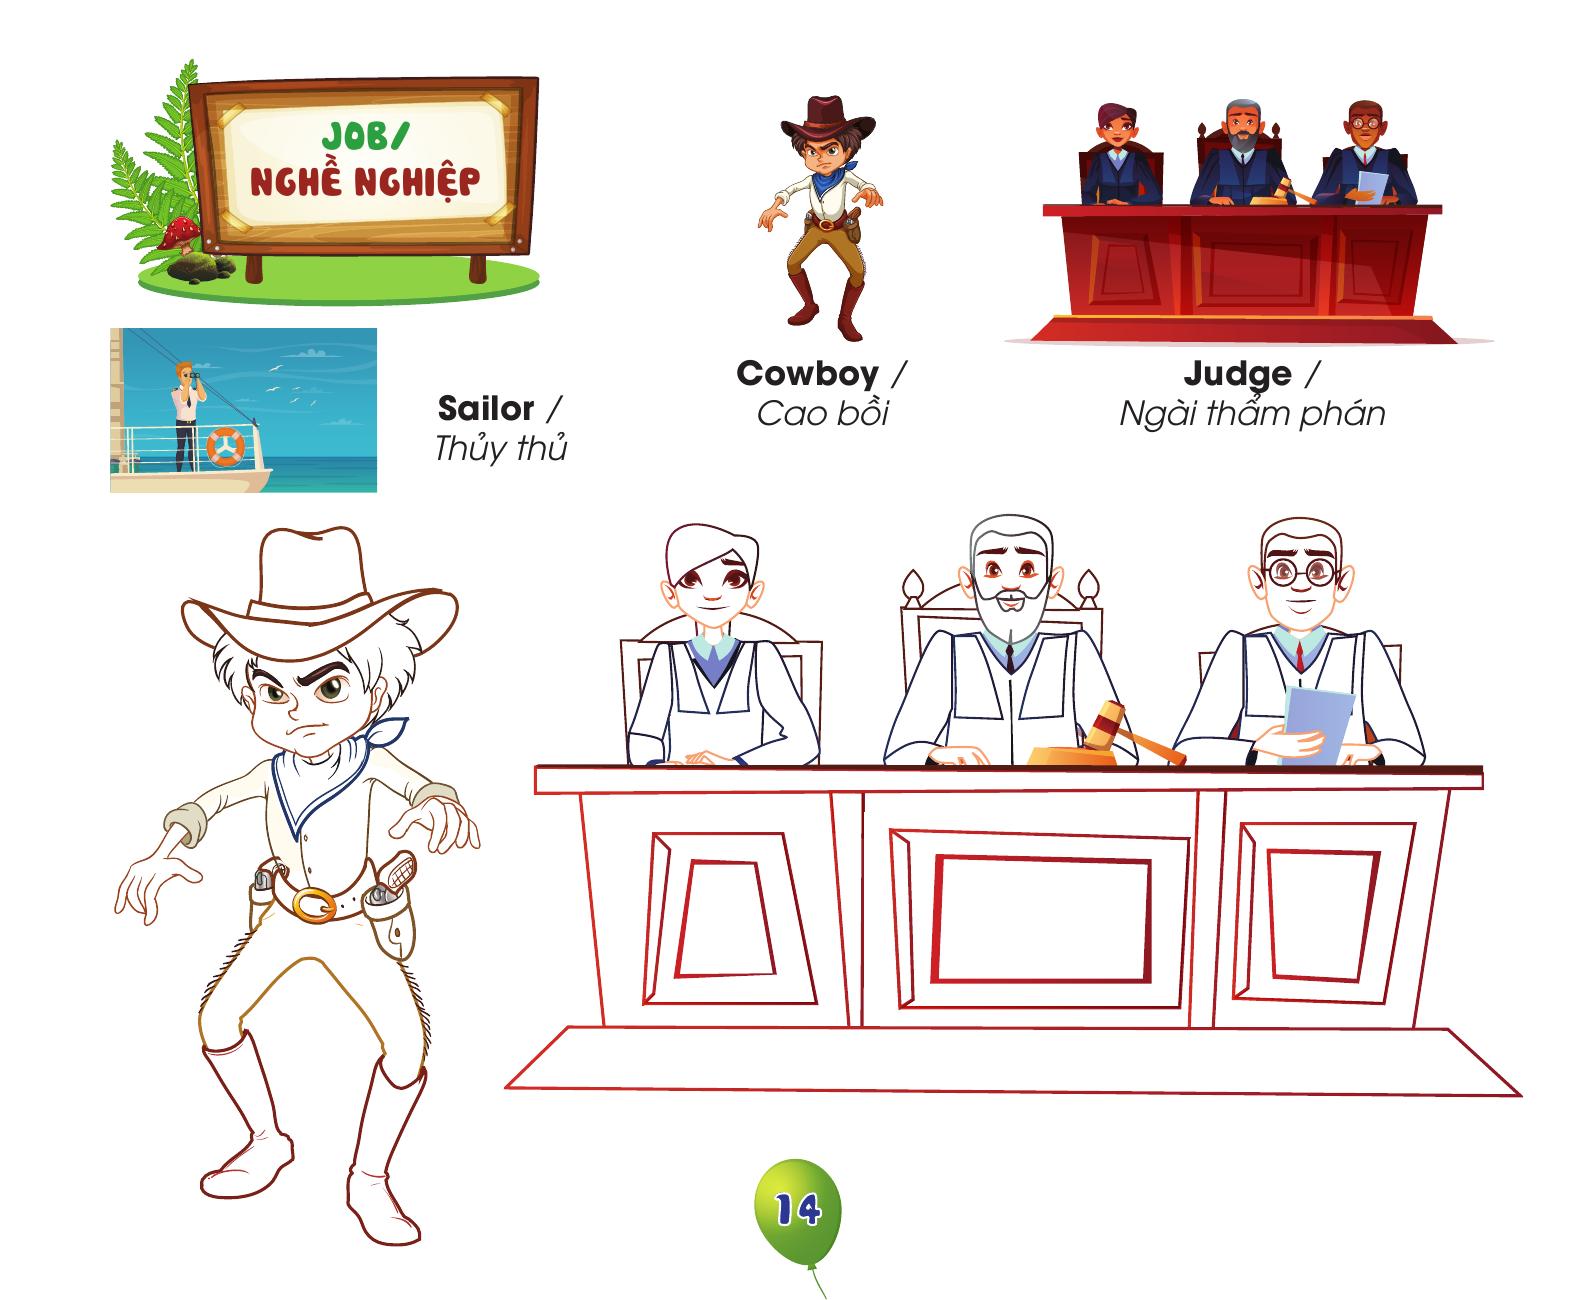 JOB/
NGHỀ NGHIỆP
Cowboy /
Cao bồi
Judge /
Ngài thẩm phán
Sailor /
Thủy thủ
14